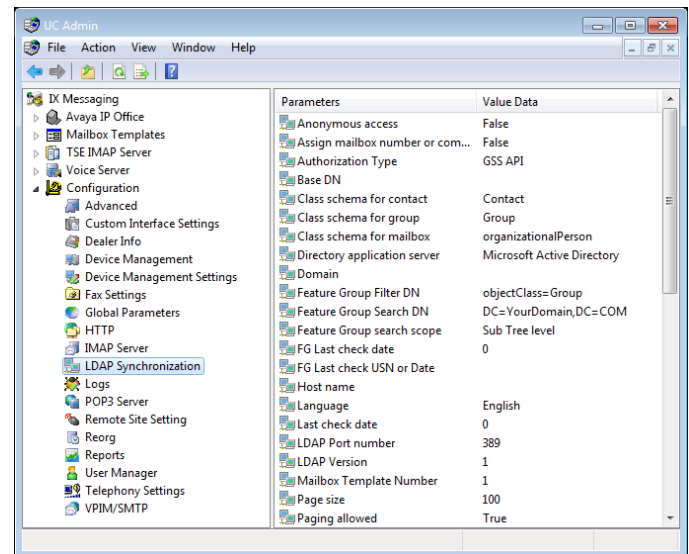 UC Admin
File Action View Window Help
IX Messaging
Avaya IP Office
Mailbox Templates
TSE IMAP Server
Voice Server
Configuration
Advanced
Custom Interface Settings
Dealer Info
Device Management
Device Management Settings
Fax Settings
Global Parameters
HTTP
IMAP Server
LDAP Synchronization
Logs
POP3 Server
Remote Site Setting
Reorg
Reports
User Manager
Telephony Settings
VPIM/SMTP
Parameters Value Data
Anonymous access False
Assign mailbox number or com... False
Authorization Type GSS API
Base DN
Class schema for contact Contact
Class schema for group Group
Class schema for mailbox organizationalPerson
Directory application server Microsoft Active Directory
Domain
Feature Group Filter DN objectClass=Group
Feature Group Search DN DC=YourDomain,DC=COM
Feature Group search scope Sub Tree level
FG Last check date 0
FG Last check USN or Date
Host name
Language English
Last check date 0
LDAP Port number 389
LDAP Version 1
Mailbox Template Number 1
Page size 100
Paging allowed True